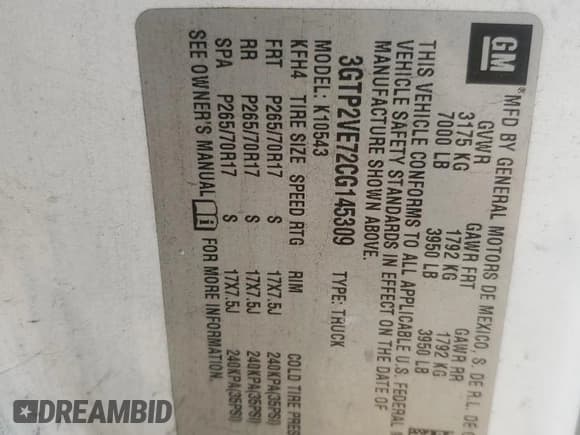 GM ®
MFD BY GENERAL MOTORS DE MEXICO, S. DE R.L. DE
GVWR GAWR FRT GAWR RR
3175 KG 1792 KG 1792 KG
7000 LB 3950 LB 3950 LB
THIS VEHICLE CONFORMS TO ALL APPLICABLE U.S. FEDERAL
VEHICLE SAFETY STANDARDS IN EFFECT ON THE DATE OF
MANUFACTURE SHOWN ABOVE.
3GTP2VE72CG145309 TYPE: TRUCK
MODEL: K10543
KFH4 TIRE SIZE SPEED RTG RIM COLD TIRE PRES
FRT P265/70R17 S 17X7.5J 240KPA(35PSI)
RR P265/70R17 S 17X7.5J 240KPA(35PSI)
SPA P265/70R17 S 17X7.5J 240KPA(35PSI)
SEE OWNER'S MANUAL i FOR MORE INFORMATION.
DREAMBID